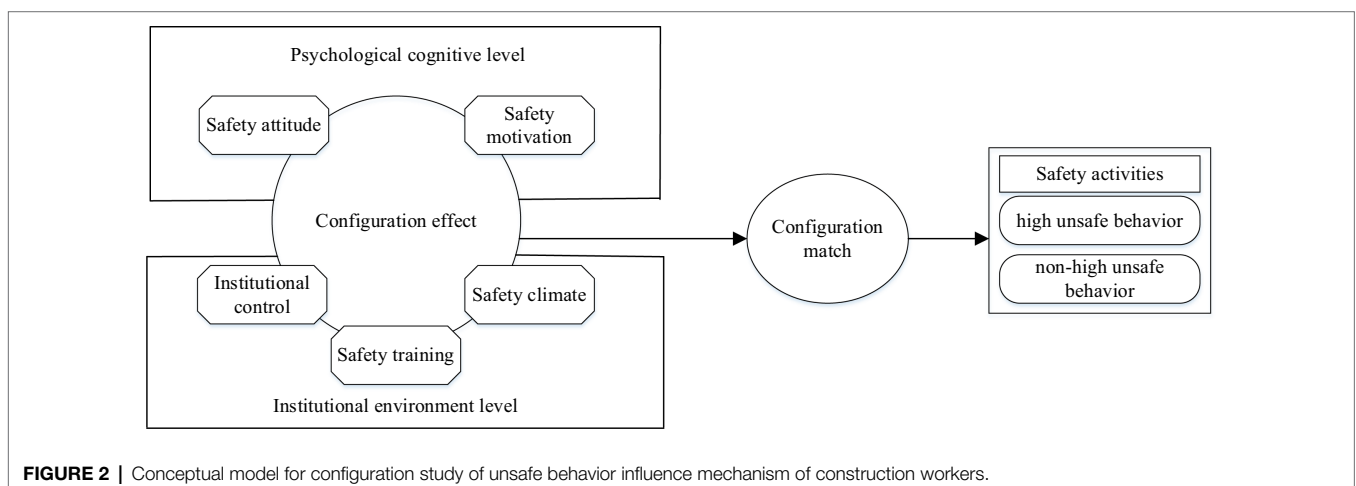 Psychological cognitive level
Safety attitude
Safety
motivation
Configuration effect
Institutional
control
Safety climate
Safety training
Institutional environment level
Configuration
match
Safety activities
high unsafe behavior
non-high unsafe
behavior
FIGURE 2 | Conceptual model for configuration study of unsafe behavior influence mechanism of construction workers.